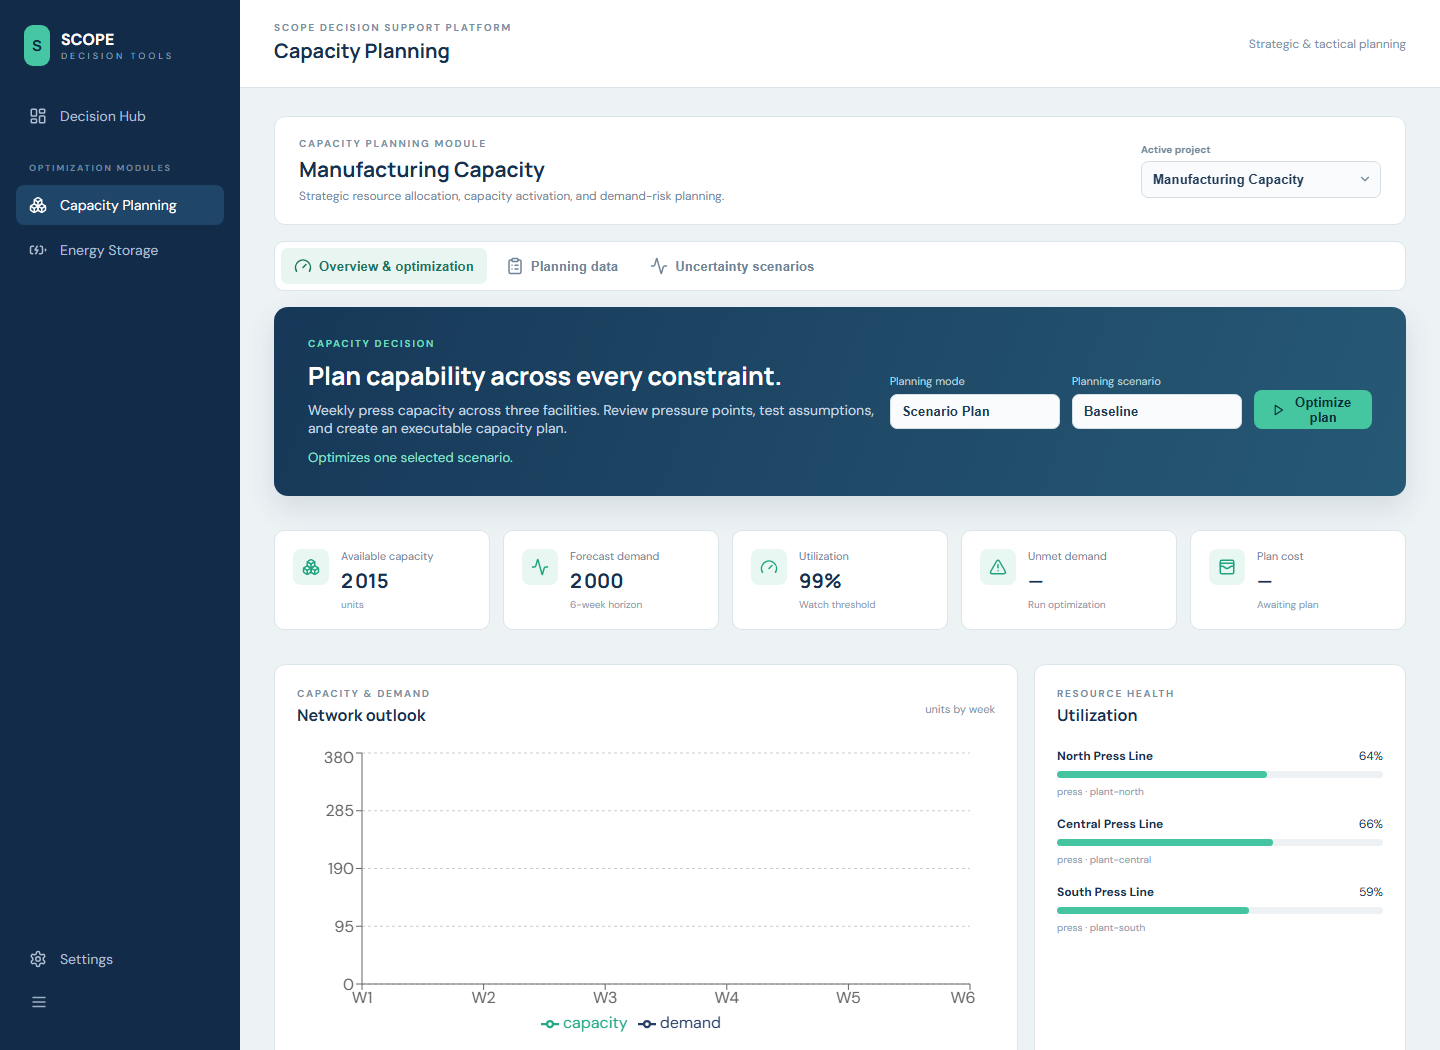 S
SCOPE
DECISION TOOLS
Decision Hub
OPTIMIZATION MODULES
Capacity Planning
Energy Storage
Settings
SCOPE DECISION SUPPORT PLATFORM
Capacity Planning
Strategic & tactical planning
CAPACITY PLANNING MODULE
Manufacturing Capacity
Strategic resource allocation, capacity activation, and demand-risk planning.
Active project
Manufacturing Capacity
Overview & optimization
Planning data
Uncertainty scenarios
CAPACITY DECISION
Plan capability across every constraint.
Weekly press capacity across three facilities. Review pressure points, test assumptions,
and create an executable capacity plan.
Optimizes one selected scenario.
Planning mode
Scenario Plan
Planning scenario
Baseline
Optimize
plan
Available capacity
2 015
units
Forecast demand
2 000
6-week horizon
Utilization
99%
Watch threshold
Unmet demand
—
Run optimization
Plan cost
—
Awaiting plan
CAPACITY & DEMAND
Network outlook
units by week
380
285
190
95
0
W1 W2 W3 W4 W5 W6
capacity demand
RESOURCE HEALTH
Utilization
North Press Line 64%
press · plant-north
Central Press Line 66%
press · plant-central
South Press Line 59%
press · plant-south